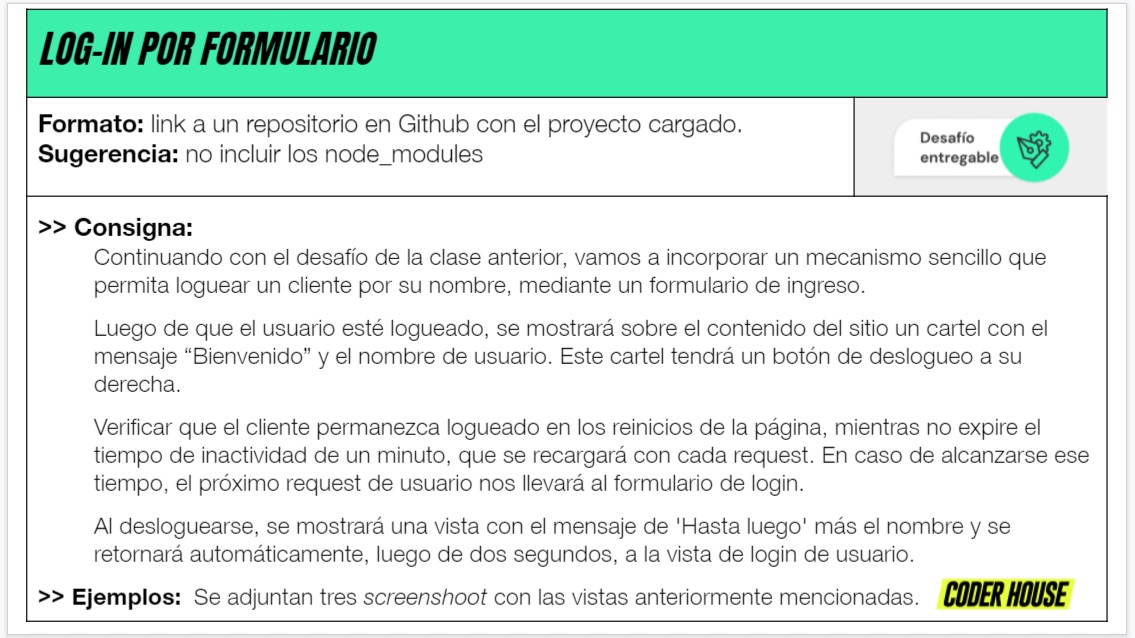 LOG-IN POR FORMULARIO
Formato: link a un repositorio en Github con el proyecto cargado.
Sugerencia: no incluir los node_modules
Desafío
entregable
>> Consigna:
Continuando con el desafío de la clase anterior, vamos a incorporar un mecanismo sencillo que
permita loguear un cliente por su nombre, mediante un formulario de ingreso.
Luego de que el usuario esté logueado, se mostrará sobre el contenido del sitio un cartel con el
mensaje “Bienvenido” y el nombre de usuario. Este cartel tendrá un botón de deslogueo a su
derecha.
Verificar que el cliente permanezca logueado en los reinicios de la página, mientras no expire el
tiempo de inactividad de un minuto, que se recargará con cada request. En caso de alcanzarse ese
tiempo, el próximo request de usuario nos llevará al formulario de login.
Al desloguearse, se mostrará una vista con el mensaje de 'Hasta luego' más el nombre y se
retornará automáticamente, luego de dos segundos, a la vista de login de usuario.
>> Ejemplos: Se adjuntan tres screenshoot con las vistas anteriormente mencionadas.
CODER HOUSE